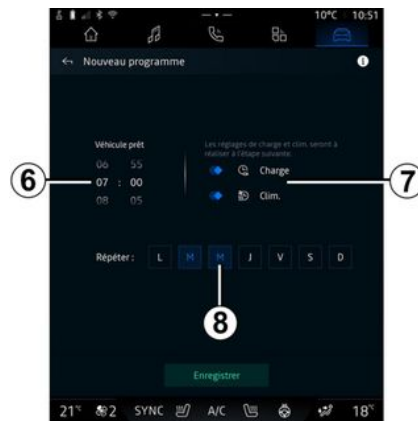 10°C 10:51
Nouveau programme
Véhicule prêt
Les réglages de charge et clim. seront à
réaliser à l'étape suivante.
06 55
07 : 00
08 05
Charge
Clim.
6
7
Répéter : L M M J V S D
8
Enregistrer
21°C 2 SYNC A/C 18°C